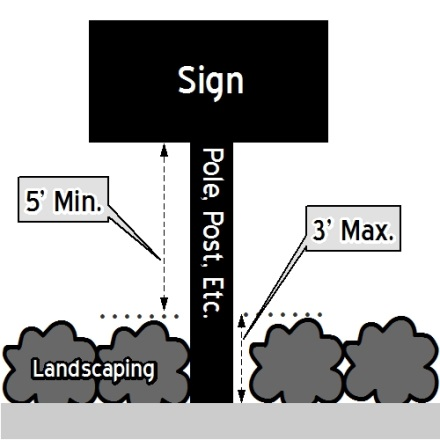 Sign
Pole, Post, Etc.
5’ Min.
3’ Max.
Landscaping